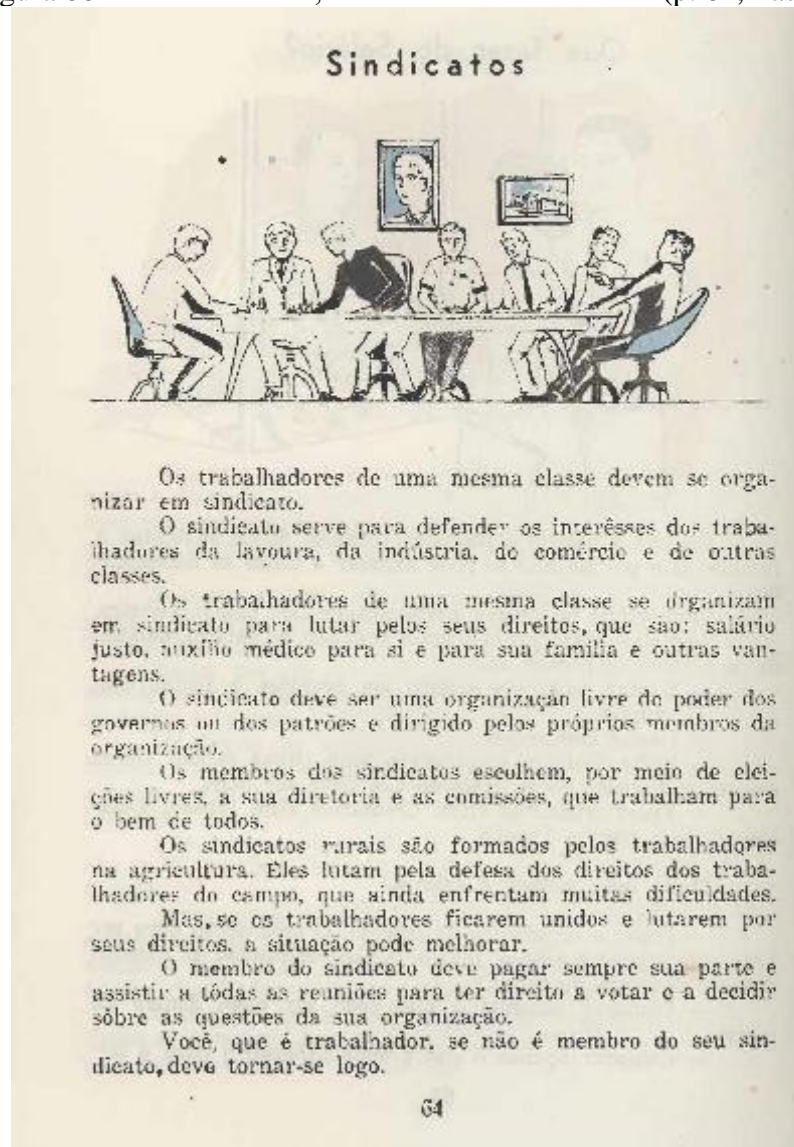 Sindicatos
Os trabalhadores de uma mesma classe devem se orga-
nizar em sindicato.
O sindicato serve para defender os interêsses dos traba-
lhadores da lavoura, da indústria, do comércio e de outras
classes.
Os trabalhadores de uma mesma classe se organizam
em sindicato para lutar pelos seus direitos, que são: salário
justo, auxílio médico para si e para sua família e outras van-
tagens.
O sindicato deve ser uma organização livre do poder dos
governos ou dos patrões e dirigido pelos próprios membros da
organização.
Os membros dos sindicatos escolhem, por meio de elei-
ções livres, a sua diretoria e as comissões, que trabalham para
o bem de todos.
Os sindicatos rurais são formados pelos trabalhadores
na agricultura. Eles lutam pela defesa dos direitos dos traba-
lhadores do campo, que ainda enfrentam muitas dificuldades.
Mas, se os trabalhadores ficarem unidos e lutarem por
seus direitos, a situação pode melhorar.
O membro do sindicato deve pagar sempre sua parte e
assistir a tôdas as reuniões para ter direito a votar e a decidir
sôbre as questões da sua organização.
Você, que é trabalhador, se não é membro do seu sin-
dicato, deve tornar-se logo.
64